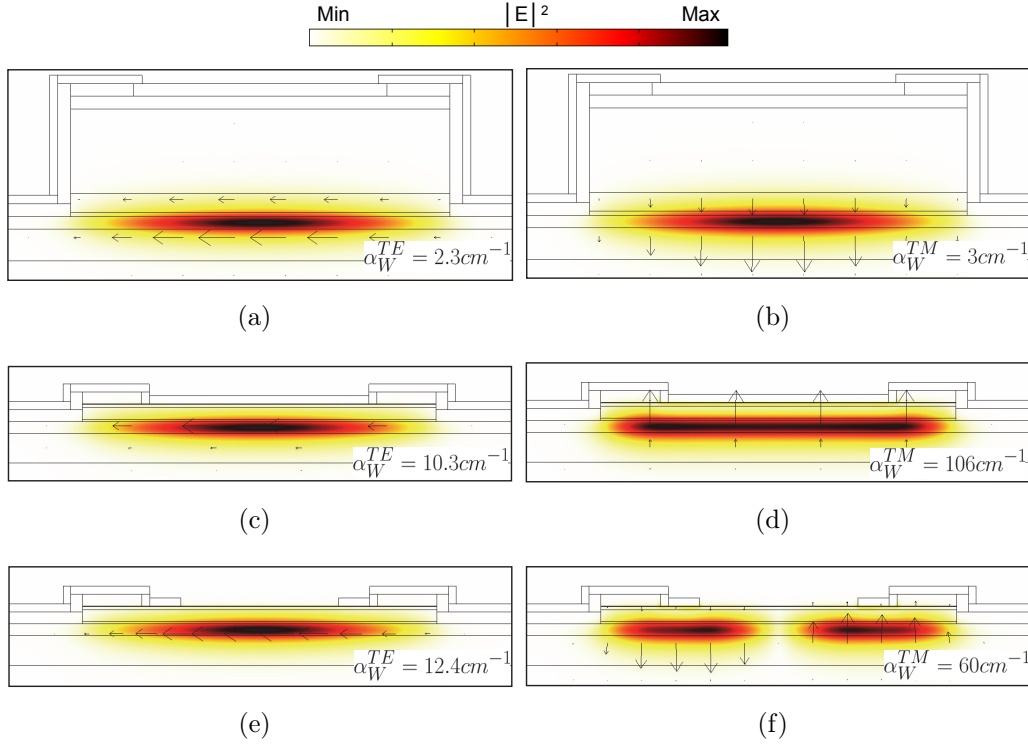 Min |E|² Max
α_W^{TE} = 2.3cm^{-1}
α_W^{TM} = 3cm^{-1}
(a)
(b)
α_W^{TE} = 10.3cm^{-1}
α_W^{TM} = 106cm^{-1}
(c)
(d)
α_W^{TE} = 12.4cm^{-1}
α_W^{TM} = 60cm^{-1}
(e)
(f)